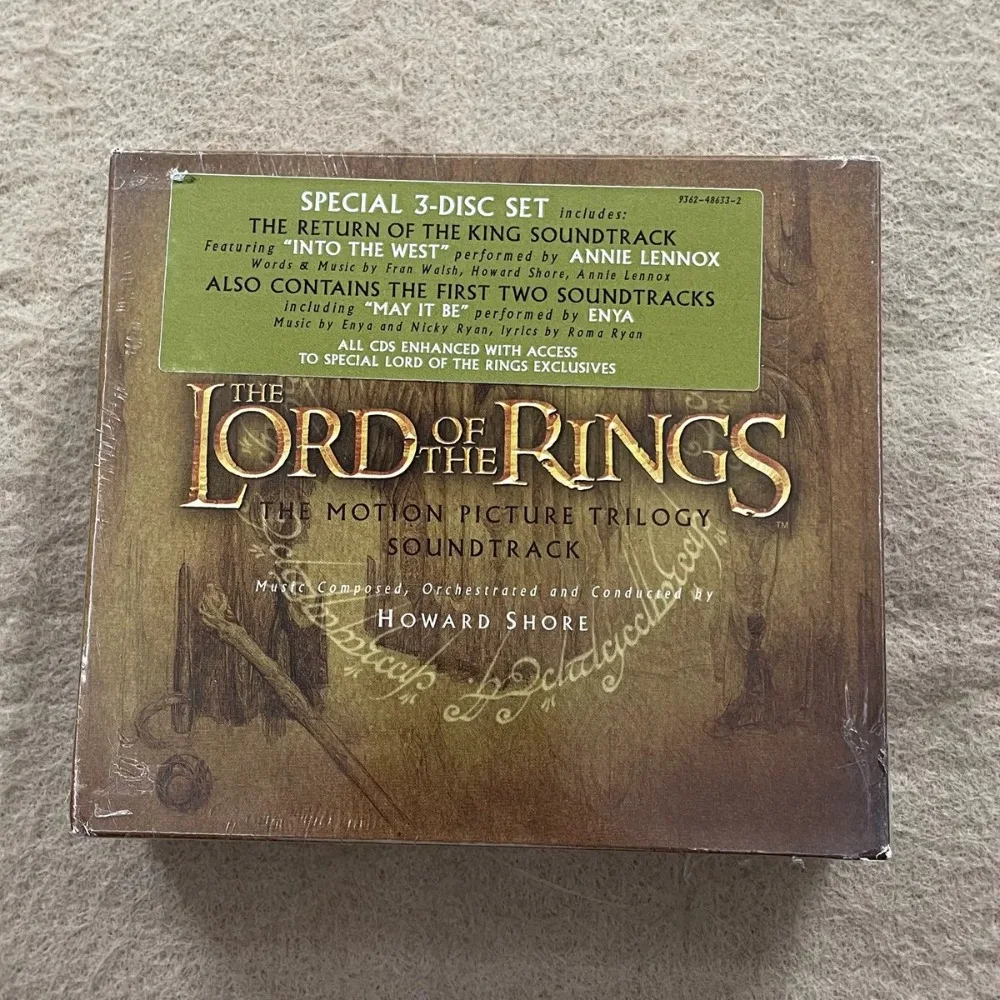 SPECIAL 3-DISC SET includes:
9362-48633-2
THE RETURN OF THE KING SOUNDTRACK
Featuring "INTO THE WEST" performed by ANNIE LENNOX
Words & Music by Fran Walsh, Howard Shore, Annie Lennox
ALSO CONTAINS THE FIRST TWO SOUNDTRACKS
including "MAY IT BE" performed by ENYA
Music by Enya and Nicky Ryan, lyrics by Roma Ryan
ALL CDS ENHANCED WITH ACCESS
TO SPECIAL LORD OF THE RINGS EXCLUSIVES
THE LORD OF THE RINGS™
THE MOTION PICTURE TRILOGY
SOUNDTRACK
Music Composed, Orchestrated and Conducted by
HOWARD SHORE